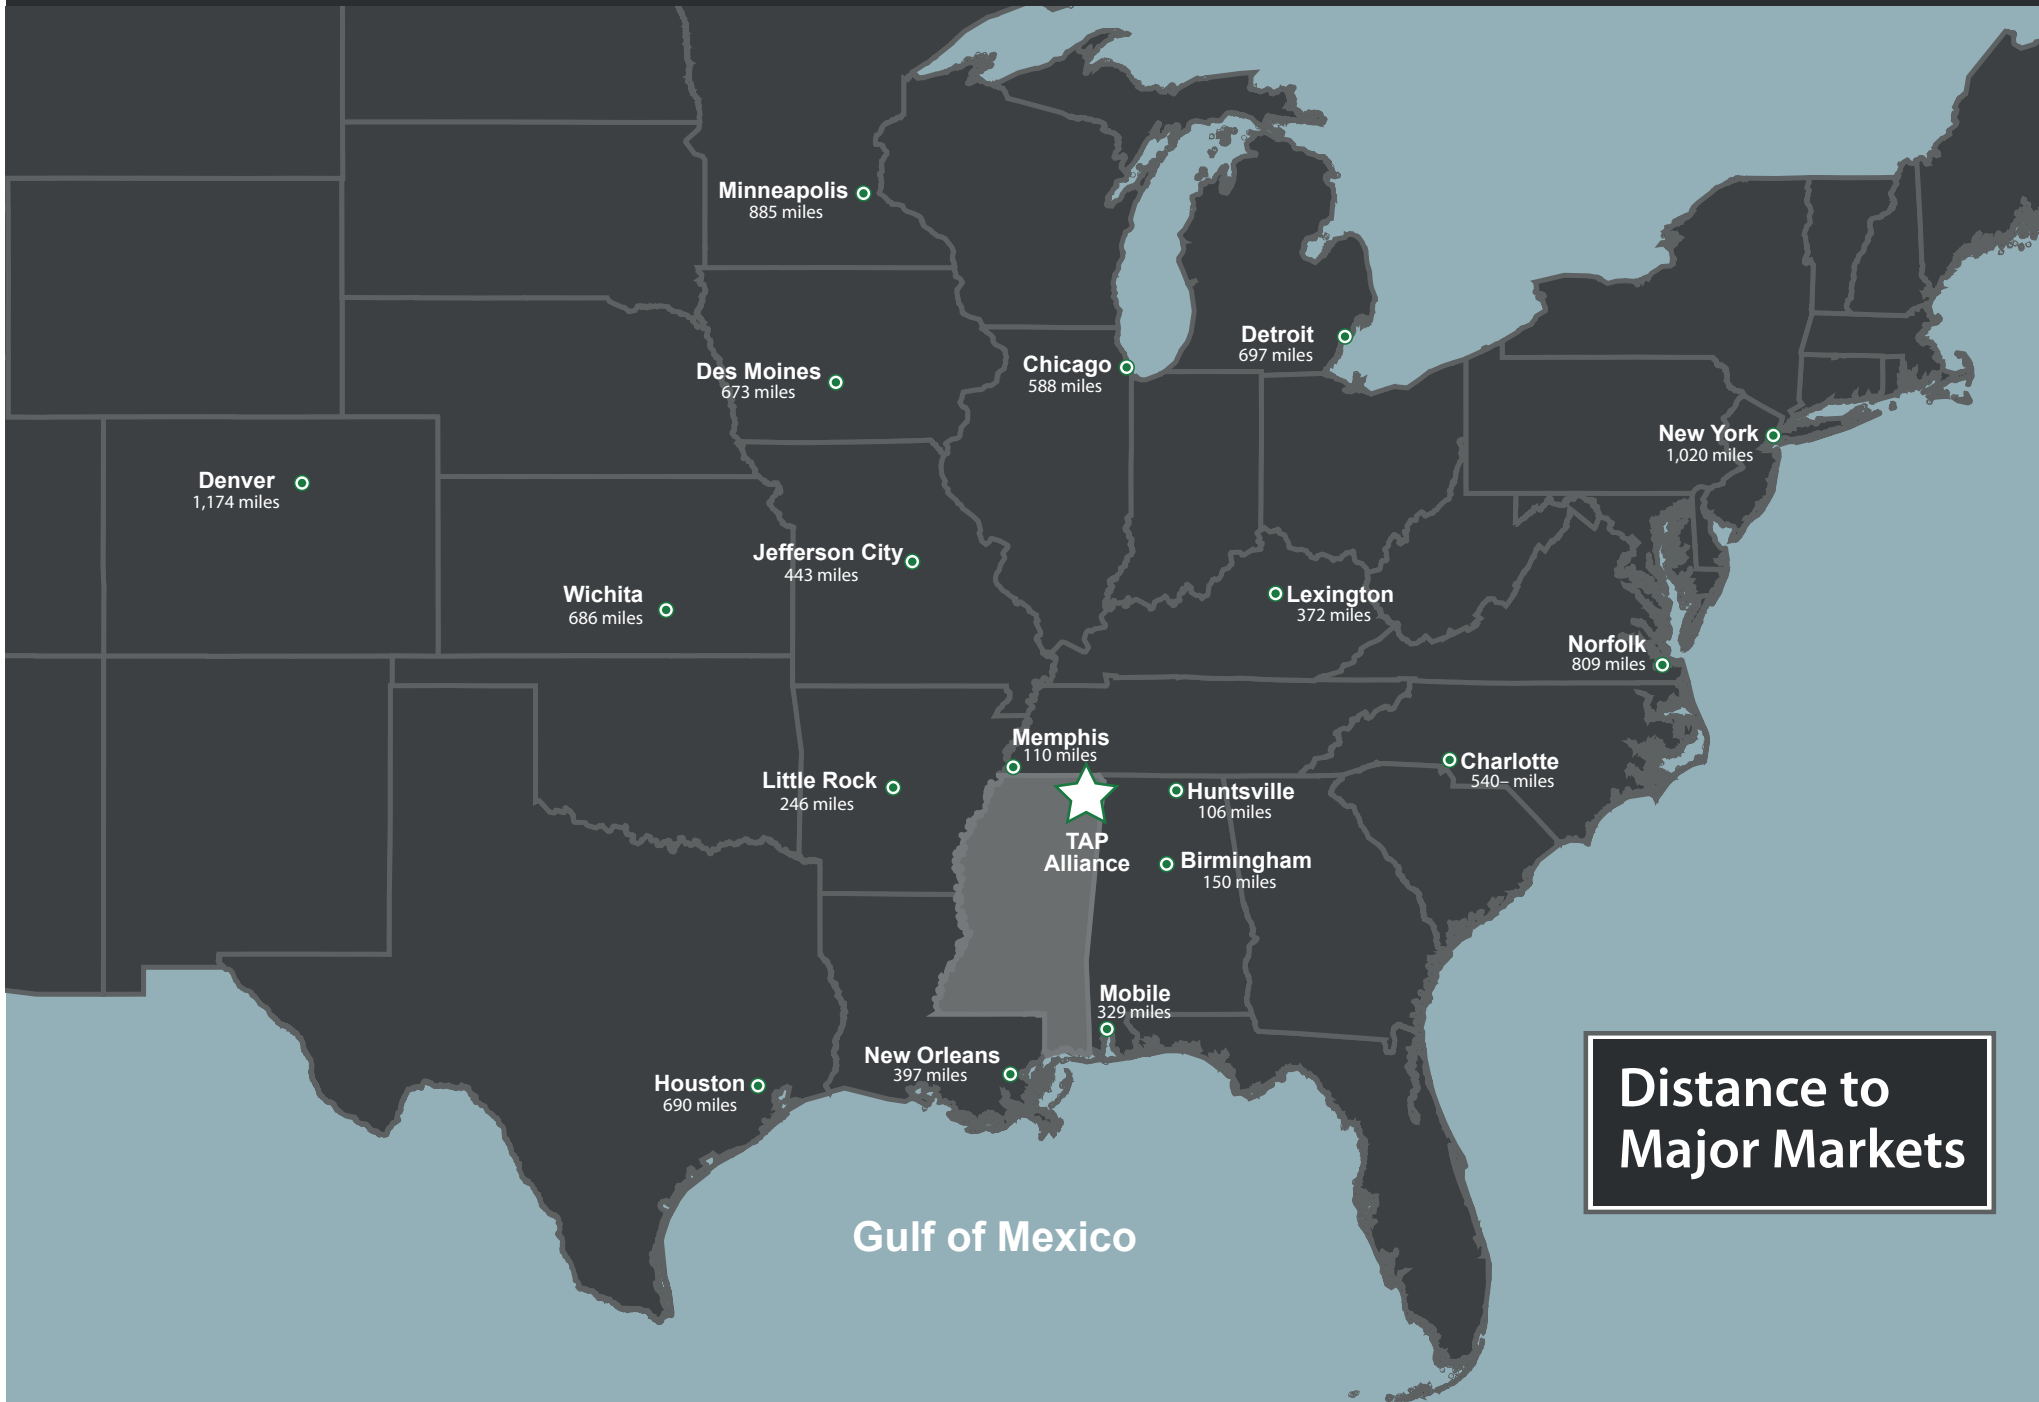 Minneapolis
885 miles
Detroit
697 miles
Chicago
588 miles
Des Moines
673 miles
New York
1,020 miles
Denver
1,174 miles
Jefferson City
443 miles
Wichita
686 miles
Lexington
372 miles
Norfolk
809 miles
Memphis
110 miles
Charlotte
540– miles
Little Rock
246 miles
Huntsville
106 miles
TAP
Alliance
Birmingham
150 miles
Mobile
329 miles
New Orleans
397 miles
Houston
690 miles
Distance to
Major Markets
Gulf of Mexico